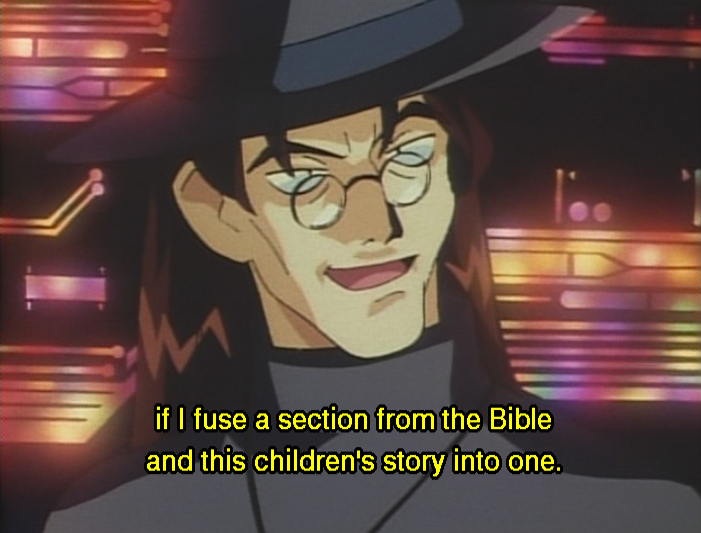 if I fuse a section from the Bible
and this children's story into one.